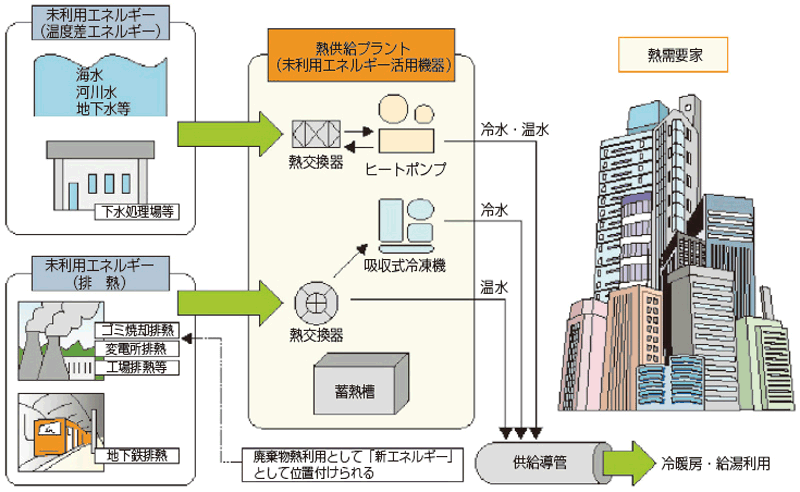 未利用エネルギー
(温度差エネルギー)
海水
河川水
地下水等
下水処理場等
未利用エネルギー
(排 熱)
ゴミ焼却排熱
変電所排熱
工場排熱等
地下鉄排熱
熱供給プラント
(未利用エネルギー活用機器)
熱交換器
ヒートポンプ
吸収式冷凍機
熱交換器
蓄熱槽
廃棄物熱利用として「新エネルギー」
として位置付けられる
冷水・温水
冷水
温水
供給導管
熱需要家
冷暖房・給湯利用